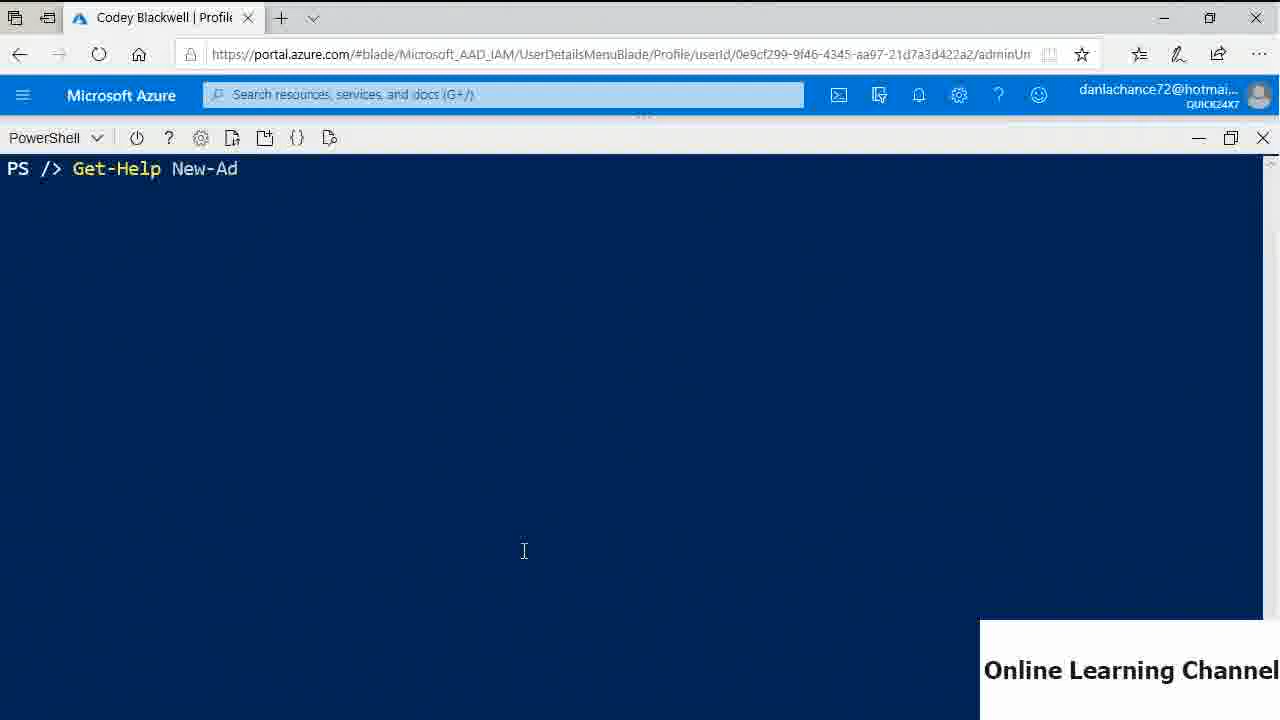 Codey Blackwell | Profile
https://portal.azure.com/#blade/Microsoft_AAD_IAM/UserDetailsMenuBlade/Profile/userId/0e9cf299-9f46-4345-aa97-21d7a3d422a2/adminUn
Microsoft Azure
Search resources, services, and docs (G+/)
danlachance72@hotmai...
QUICK24X7
PowerShell
PS /> Get-Help New-Ad
Online Learning Channel